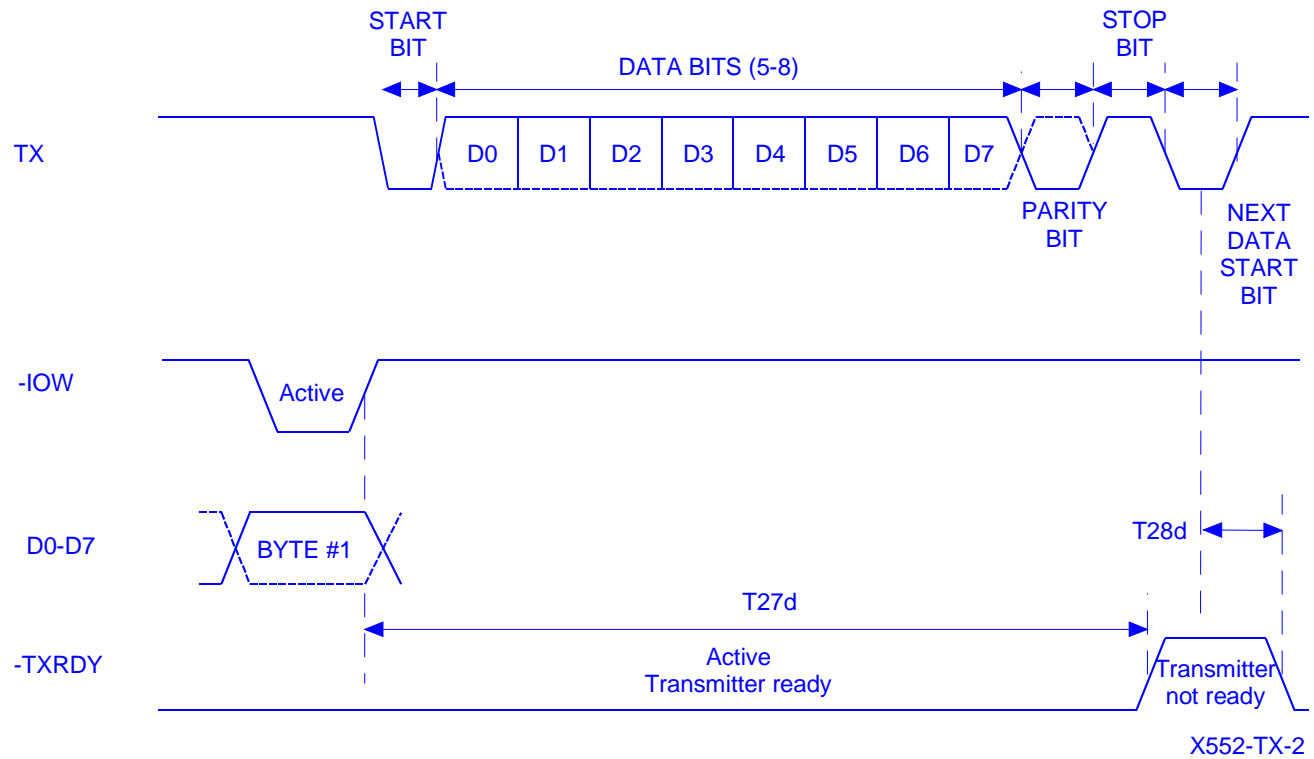 START
BIT
DATA BITS (5-8)
STOP
BIT
TX
D0 D1 D2 D3 D4 D5 D6 D7
PARITY
BIT
NEXT
DATA
START
BIT
-IOW
Active
D0-D7
BYTE #1
T28d
T27d
-TXRDY
Active
Transmitter ready
Transmitter
not ready
X552-TX-2